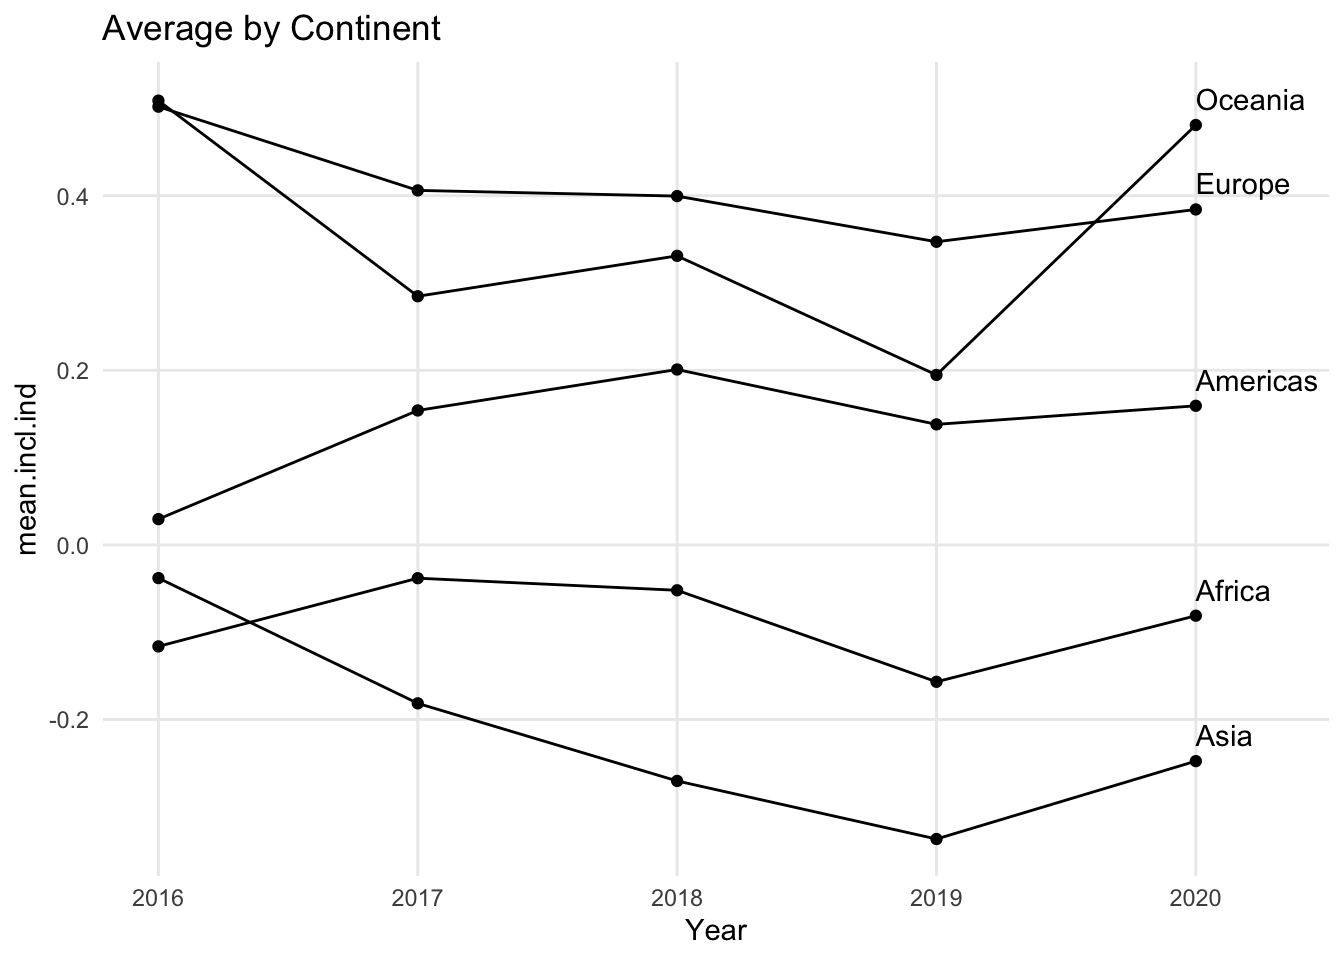 Average by Continent
Oceania
0.4
Europe
0.2
Americas
mean.incl.ind
0.0
Africa
-0.2
Asia
2016 2017 2018 2019 2020
Year